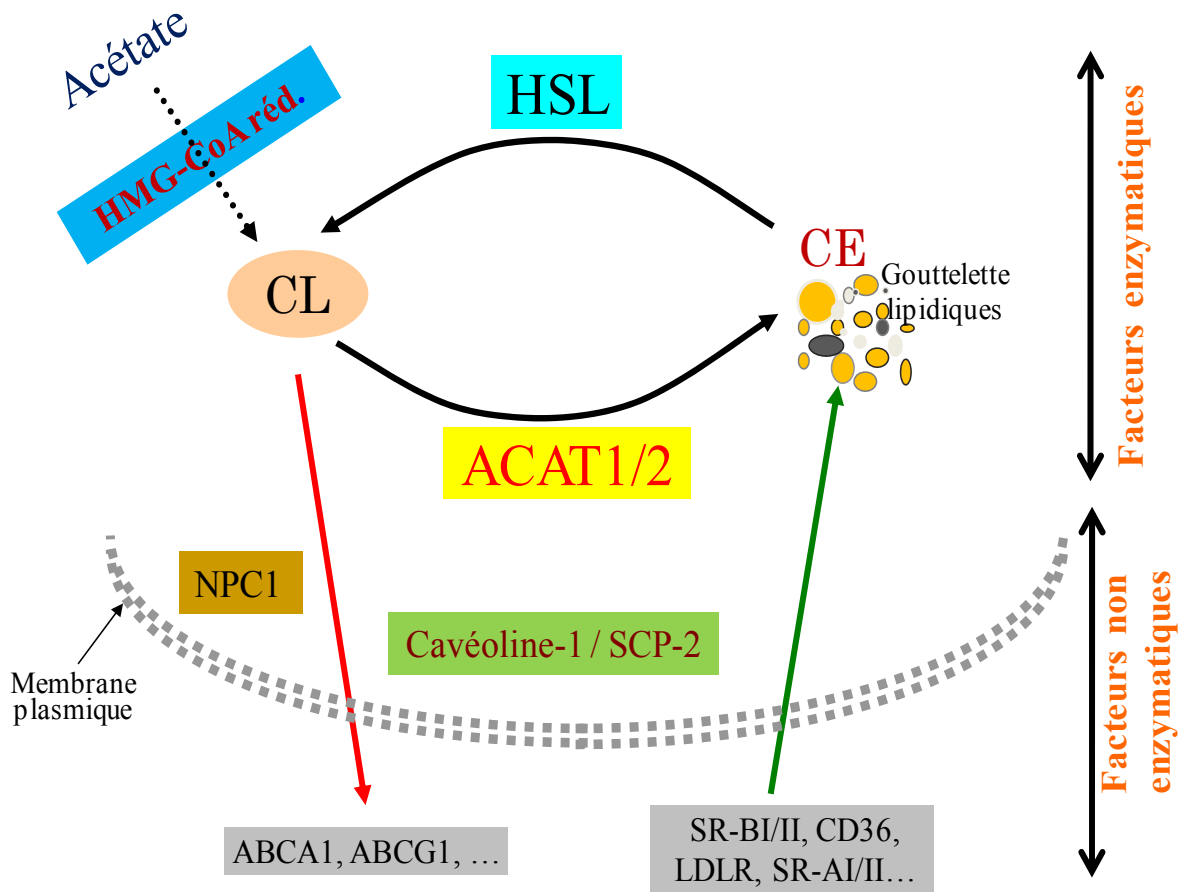 Acétate
HMG-CoA réd.
HSL
CL
CE
Gouttelette
lipidiques
ACAT1/2
NPC1
Cavéoline-1 / SCP-2
Membrane
plasmique
ABCA1, ABCG1, …
SR-BI/II, CD36,
LDLR, SR-AI/II…
Facteurs enzymatiques
Facteurs non
enzymatiques